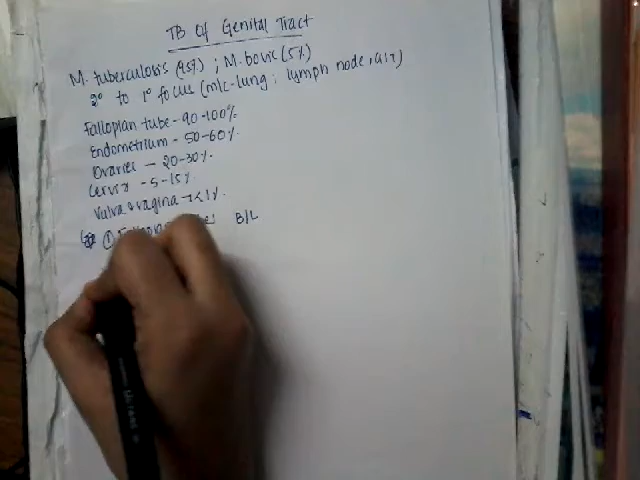 TB Of Genital Tract
M. tuberculosis (95%) ; M. bovis (5%)
2° to 1° focus (m/c - lung ; lymph node, GIT)
Fallopian tube - 90-100%
Endometrium - 50-60%
Ovaries - 20-30%
Cervix - 5-15%
Vulva & vagina - <1%
① B/L